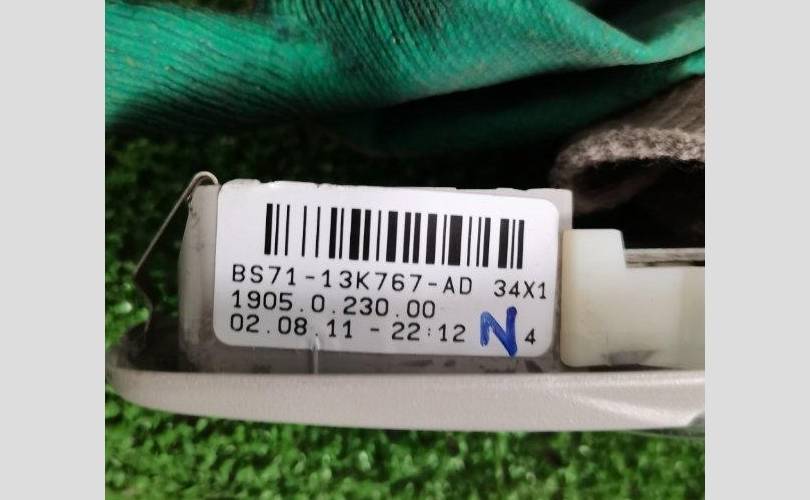 BS71-13K767-AD 34X1
1905.0.230.00
02.08.11 - 22:12 N 4